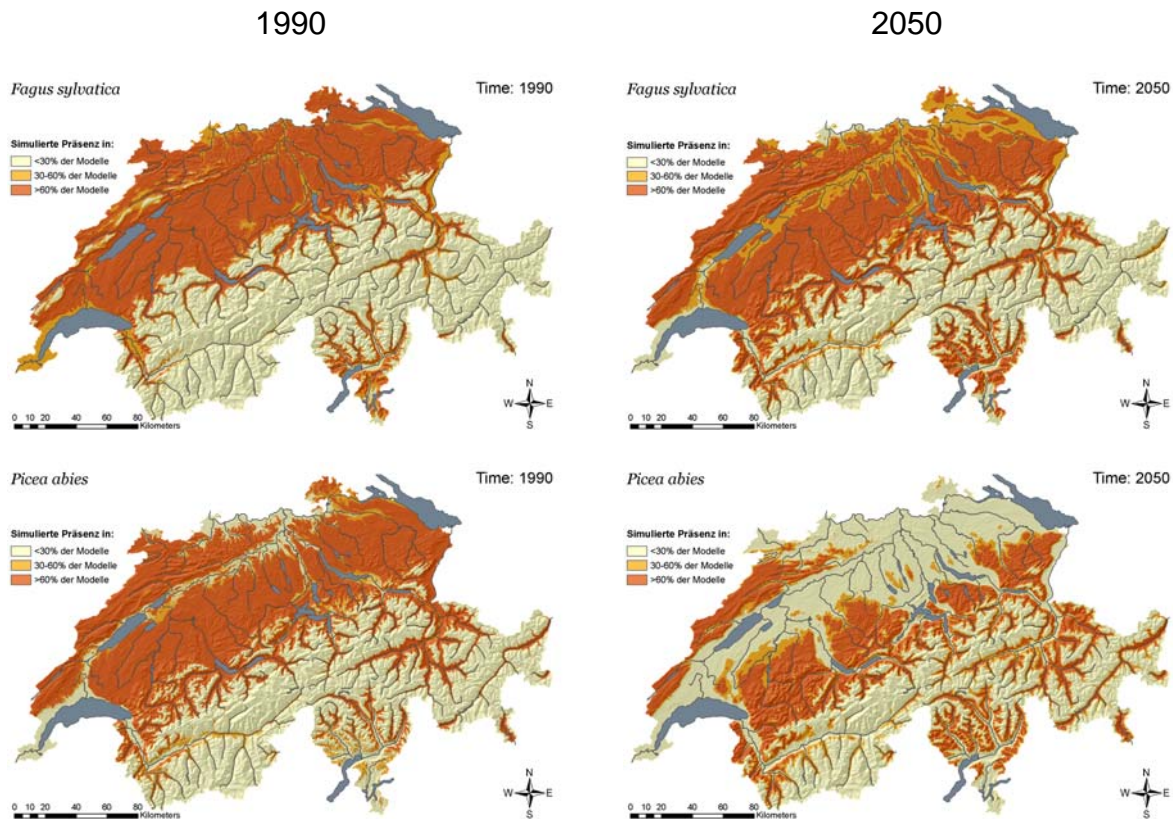 1990
2050
Fagus sylvatica
Time: 1990
Simulierte Präsenz in:
<30% der Modelle
30-60% der Modelle
>60% der Modelle
N
W E
S
0 10 20 40 60 80
Kilometers
Fagus sylvatica
Time: 2050
Simulierte Präsenz in:
<30% der Modelle
30-60% der Modelle
>60% der Modelle
N
W E
S
0 10 20 40 60 80
Kilometers
Picea abies
Time: 1990
Simulierte Präsenz in:
<30% der Modelle
30-60% der Modelle
>60% der Modelle
N
W E
S
0 10 20 40 60 80
Kilometers
Picea abies
Time: 2050
Simulierte Präsenz in:
<30% der Modelle
30-60% der Modelle
>60% der Modelle
N
W E
S
0 10 20 40 60 80
Kilometers